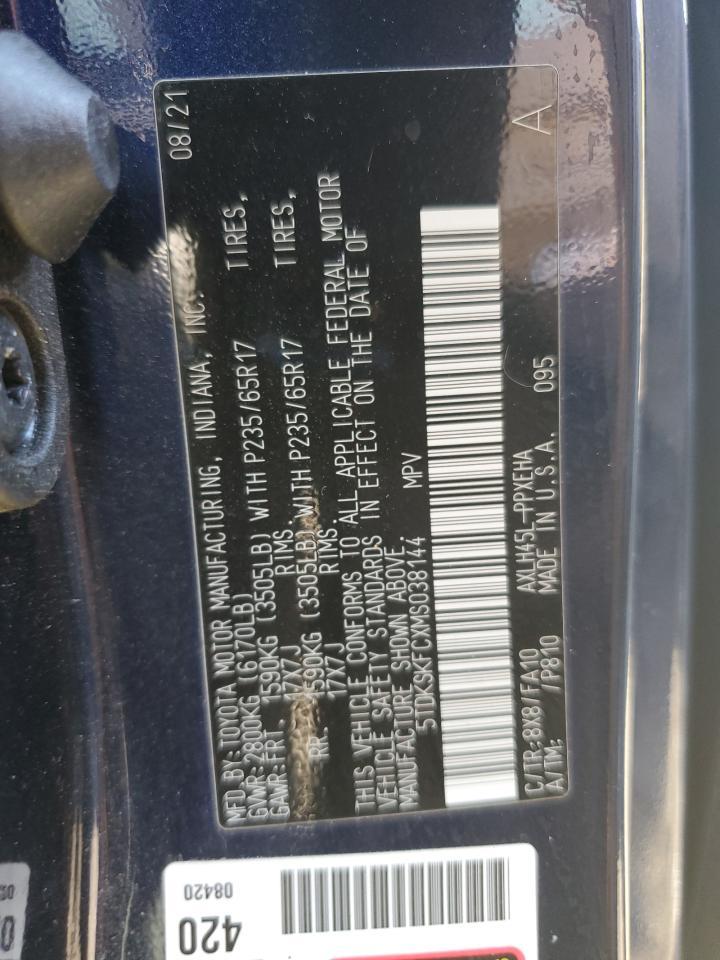 MFD.BY:TOYOTA MOTOR MANUFACTURING, INDIANA, INC. 08/21
GVWR:2800KG (6170LB)
GAWR:FRT 1590KG (3505LB) WITH P235/65R17 TIRES,
17X7J RIMS.
RR. 1590KG (3505LB) WITH P235/65R17 TIRES,
17X7J RIMS.
THIS VEHICLE CONFORMS TO ALL APPLICABLE FEDERAL MOTOR
VEHICLE SAFETY STANDARDS IN EFFECT ON THE DATE OF
MANUFACTURE SHOWN ABOVE.
5TDKSKFCXMS038144 MPV
C/TR:8X8/FA10 AXLH45L-PPXEHA 095 A
A/TM: /P810 MADE IN U.S.A.
420
08420